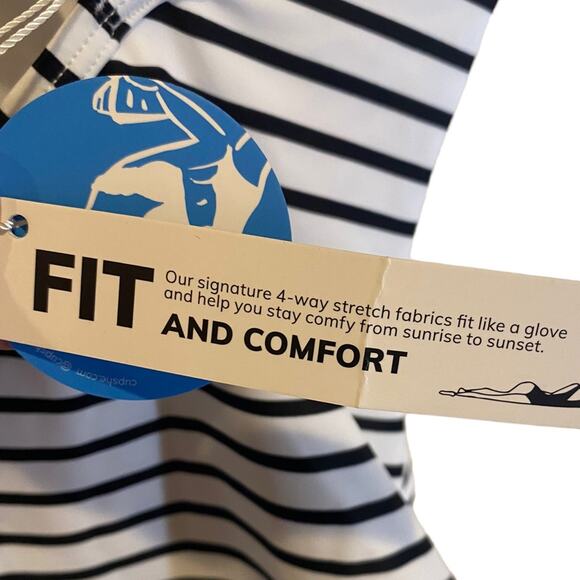 FIT
Our signature 4-way stretch fabrics fit like a glove
and help you stay comfy from sunrise to sunset.
AND COMFORT
cupshe.com